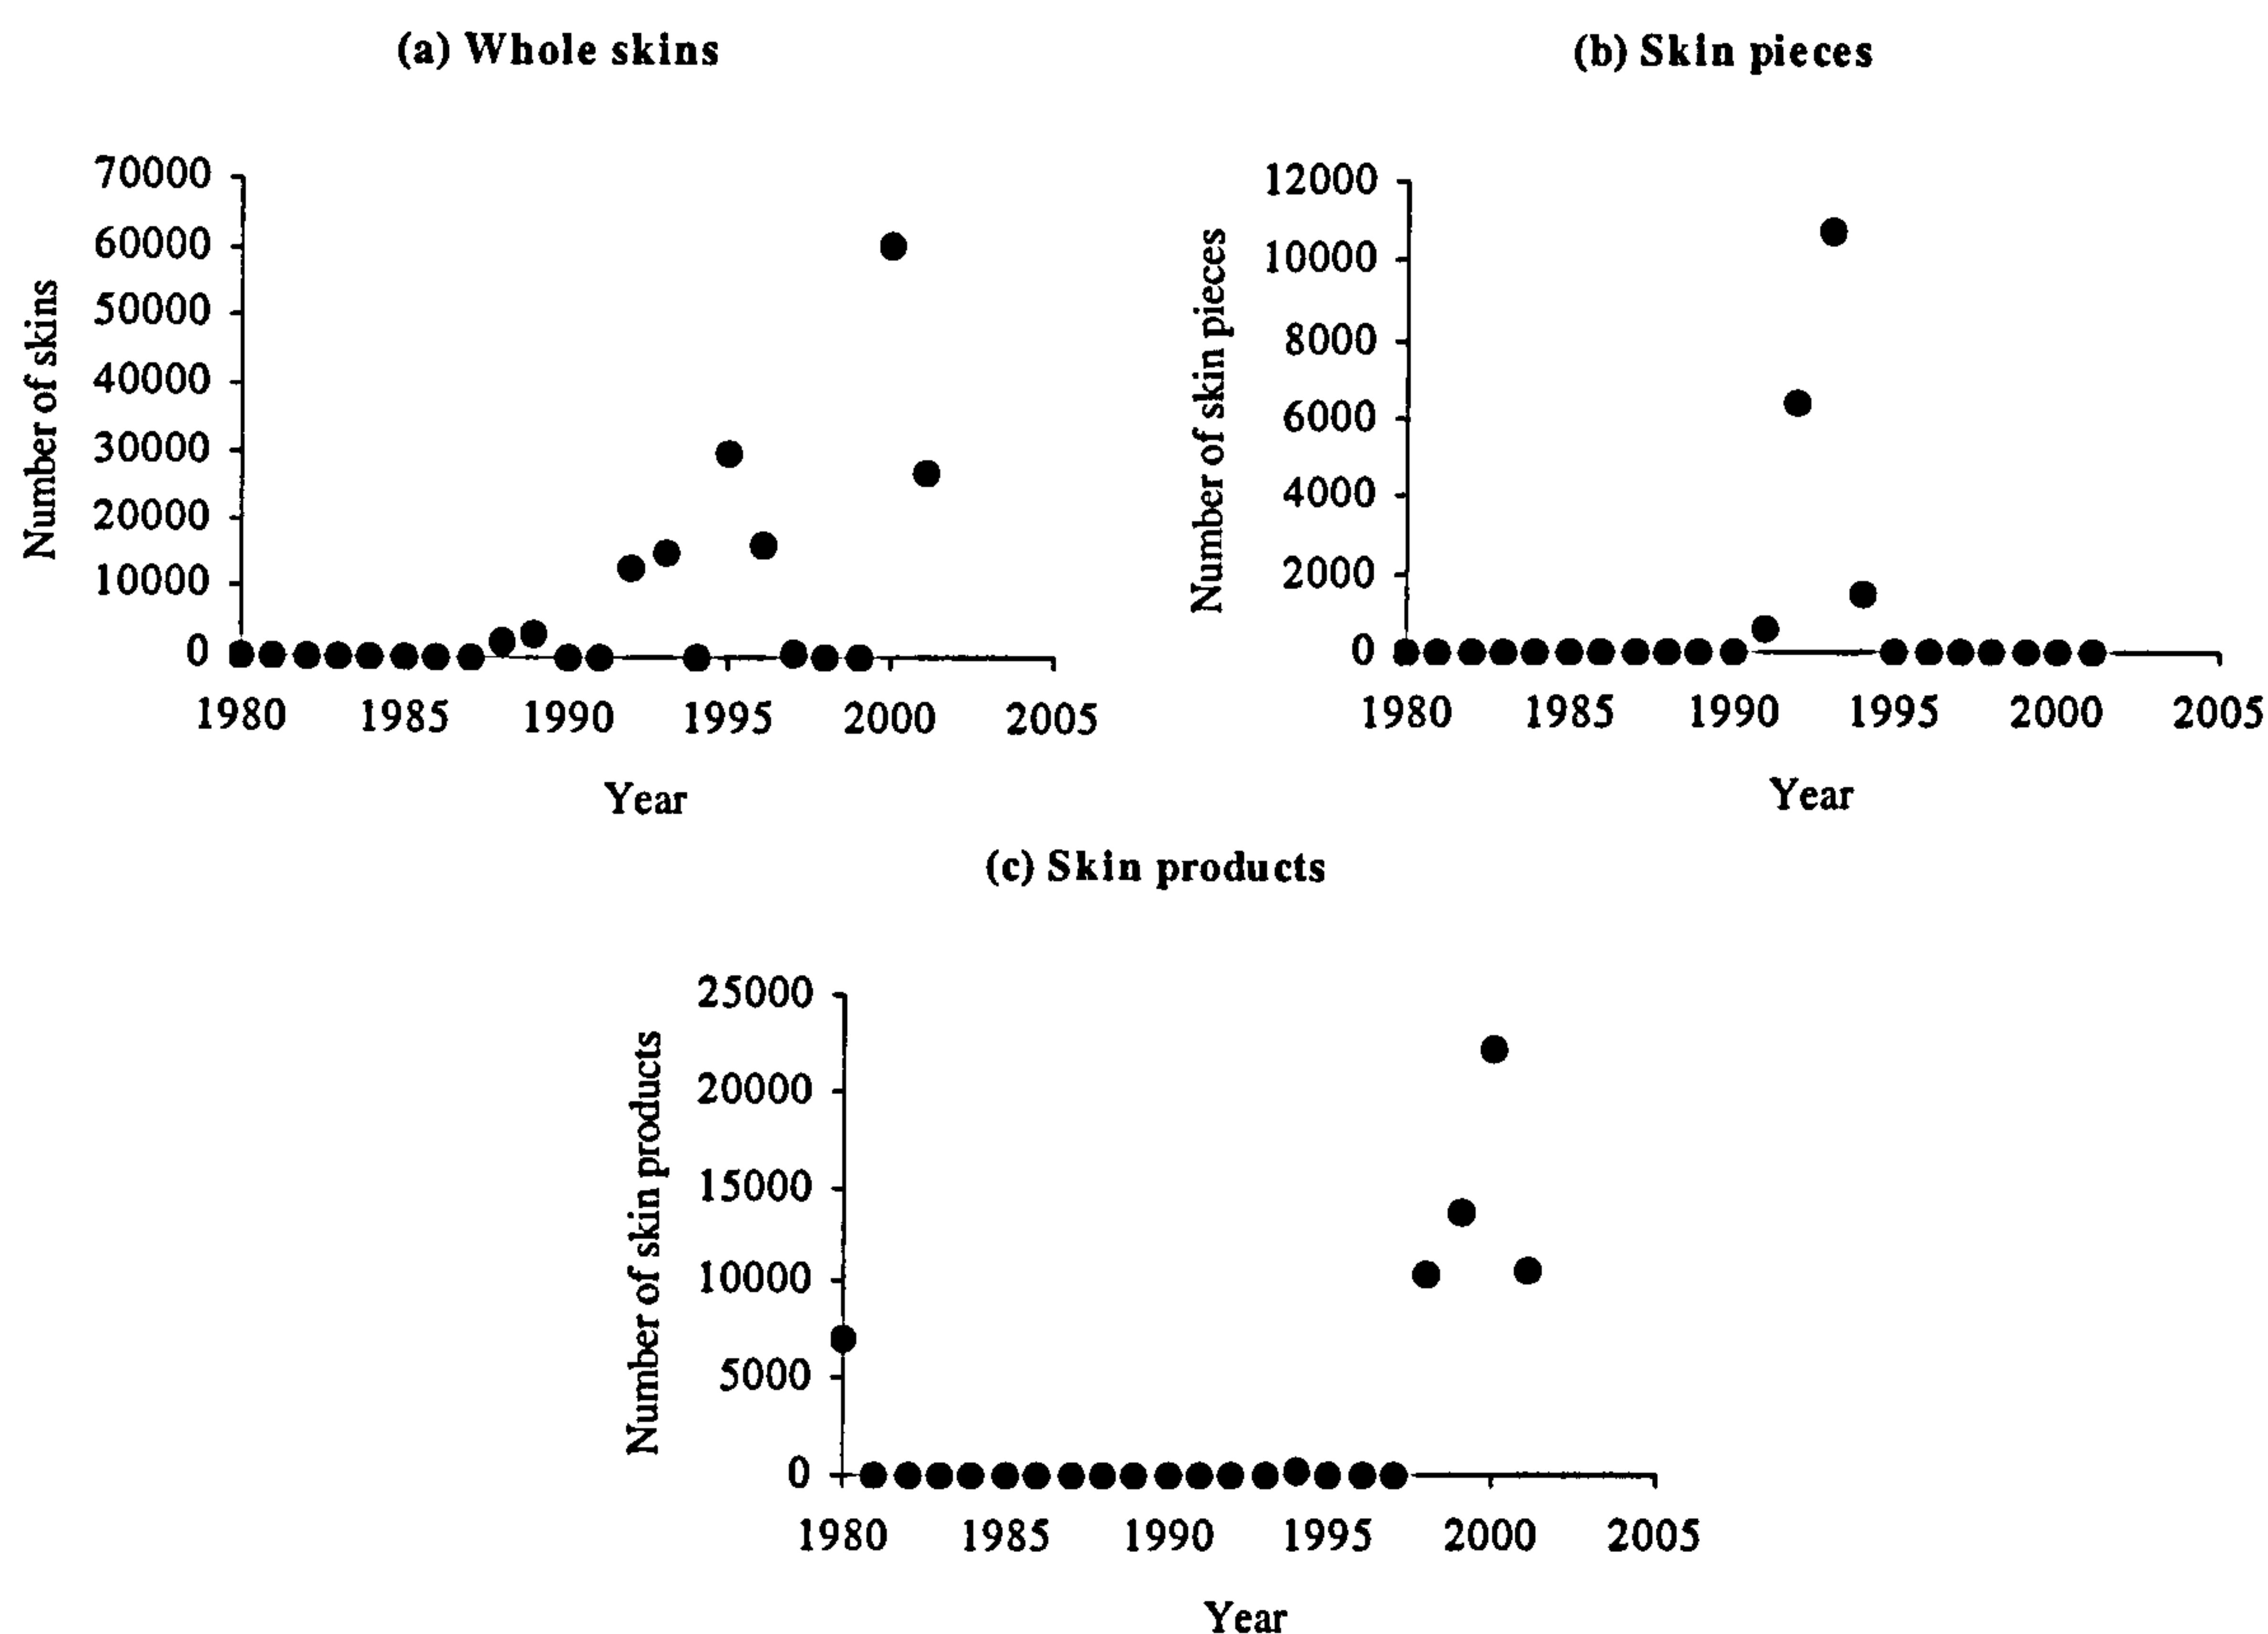 (a) Whole skins
70000
60000
50000
40000
30000
20000
10000
0
Number of skins
1980 1985 1990 1995 2000 2005
Year
(b) Skin pieces
12000
10000
8000
6000
4000
2000
0
Number of skin pieces
1980 1985 1990 1995 2000 2005
Year
(c) Skin products
25000
20000
15000
10000
5000
0
Number of skin products
1980 1985 1990 1995 2000 2005
Year